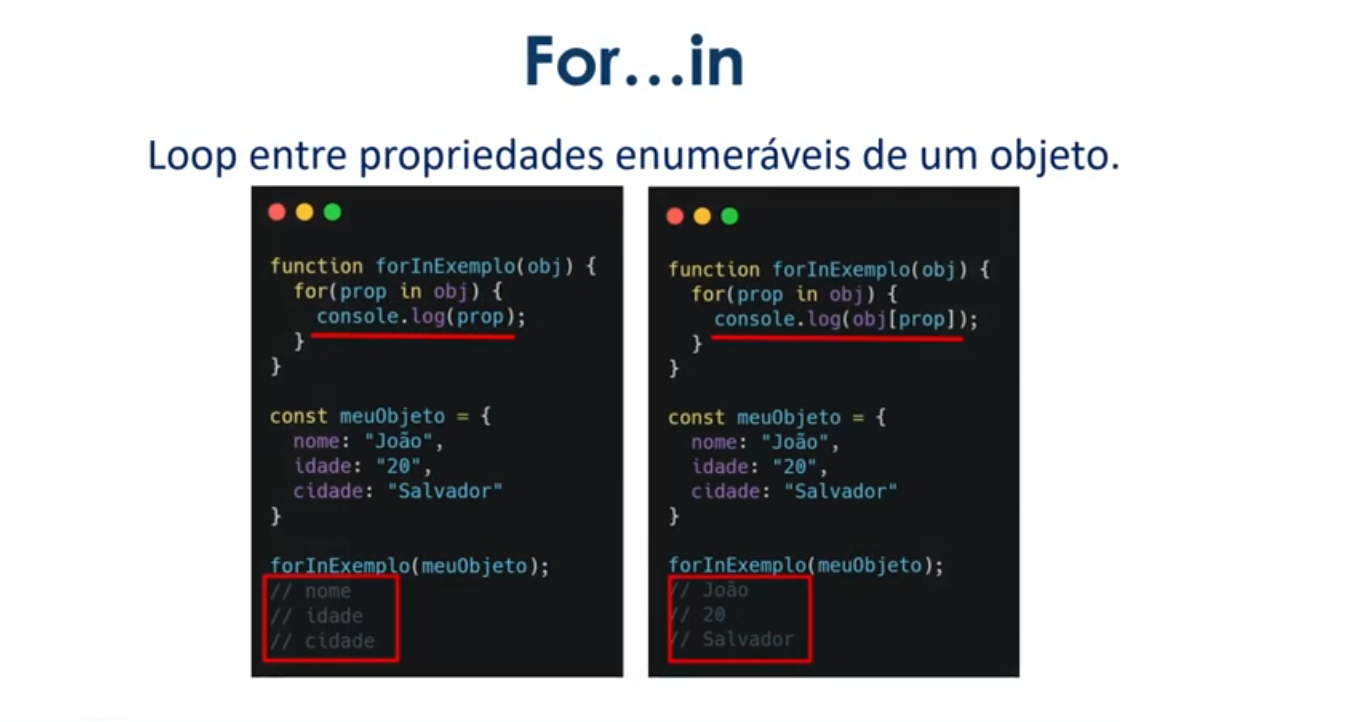 For...in
Loop entre propriedades enumeráveis de um objeto.
function forInExemplo(obj) {
  for(prop in obj) {
    console.log(prop);
  }
}
const meuObjeto = {
  nome: "João",
  idade: "20",
  cidade: "Salvador"
}
forInExemplo(meuObjeto);
// nome
// idade
// cidade
function forInExemplo(obj) {
  for(prop in obj) {
    console.log(obj[prop]);
  }
}
const meuObjeto = {
  nome: "João",
  idade: "20",
  cidade: "Salvador"
}
forInExemplo(meuObjeto);
// João
// 20
// Salvador